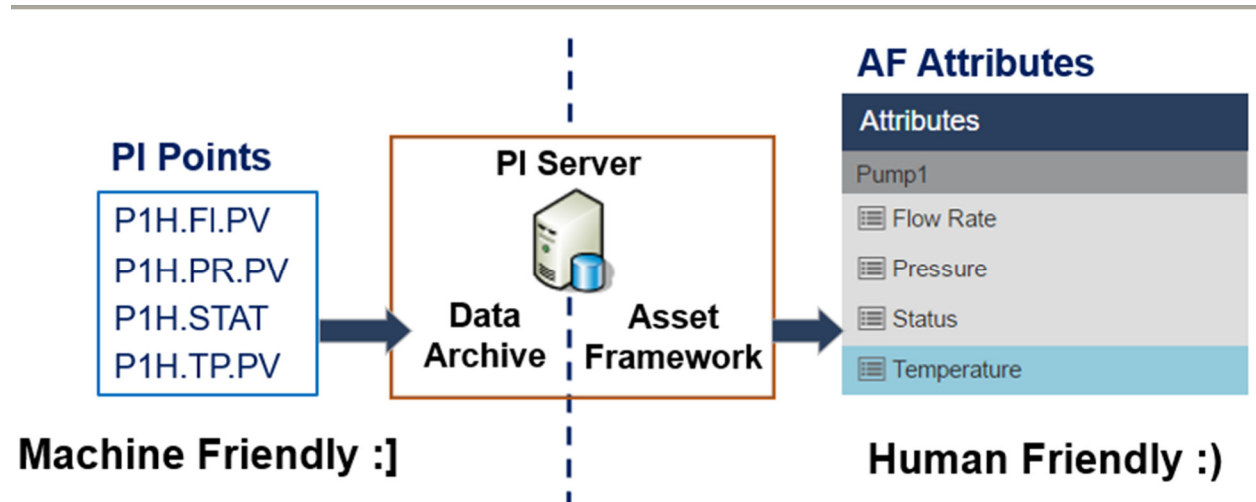 PI Points
P1H.FI.PV
P1H.PR.PV
P1H.STAT
P1H.TP.PV
Machine Friendly :]
PI Server
Data
Archive
Asset
Framework
AF Attributes
Attributes
Pump1
Flow Rate
Pressure
Status
Temperature
Human Friendly :)